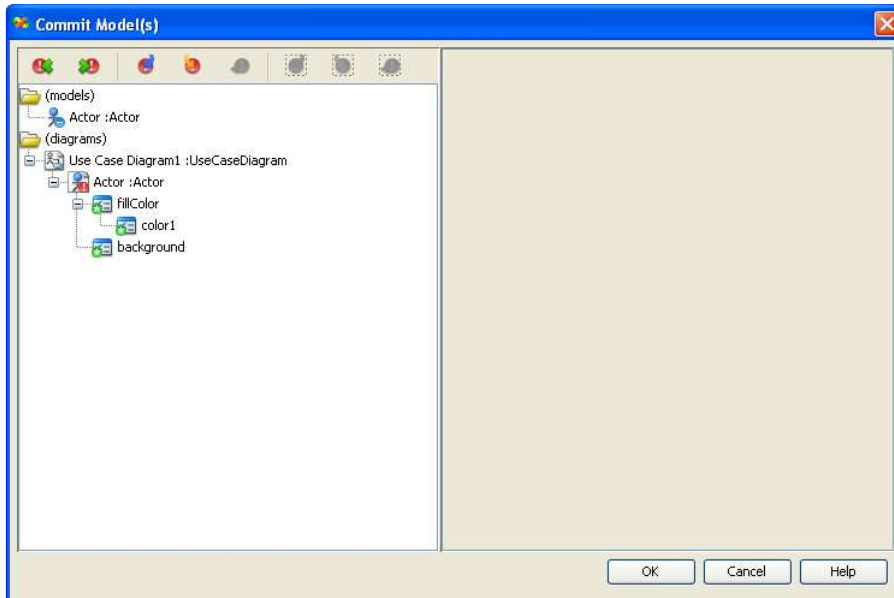 Commit Model(s)
(models)
Actor :Actor
(diagrams)
Use Case Diagram1 :UseCaseDiagram
Actor :Actor
fillColor
color1
background
OK Cancel Help